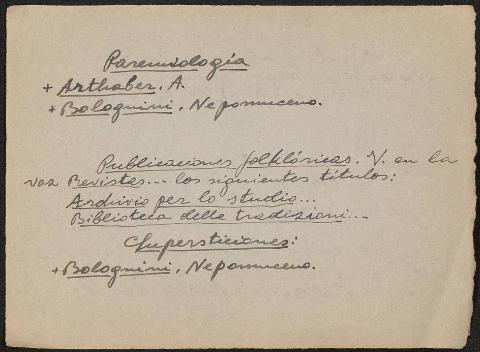 Paremiología
+ Arthaber, A.
+ Bolognini, Nepomuceno.
Publicaciones folklóricas. V. en la
voz Revistas... los siguientes títulos:
Archivio per lo studio...
Biblioteca delle tradizioni...
Supersticiones:
+ Bolognini, Nepomuceno.